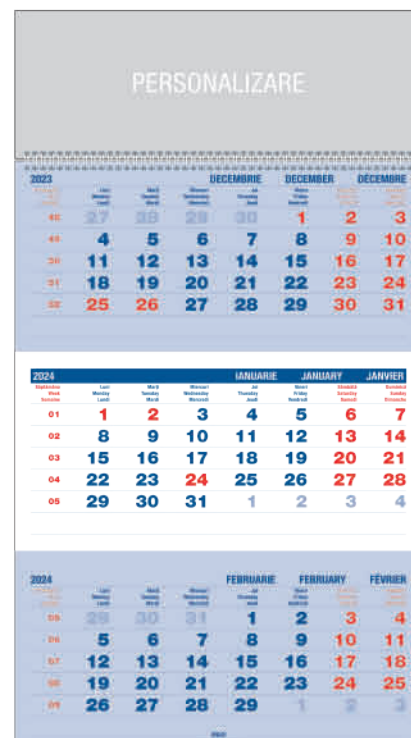 PERSONALIZARE
2023 DECEMBRIE DECEMBER DÉCEMBRE
48 27 28 29 30 1 2 3
49 4 5 6 7 8 9 10
50 11 12 13 14 15 16 17
51 18 19 20 21 22 23 24
52 25 26 27 28 29 30 31
2024 IANUARIE JANUARY JANVIER
Săptămâna Luni Marți Miercuri Joi Vineri Sâmbătă Duminică
Week Monday Tuesday Wednesday Thursday Friday Saturday Sunday
Semaine Lundi Mardi Mercredi Jeudi Vendredi Samedi Dimanche
01 1 2 3 4 5 6 7
02 8 9 10 11 12 13 14
03 15 16 17 18 19 20 21
04 22 23 24 25 26 27 28
05 29 30 31 1 2 3 4
2024 FEBRUARIE FEBRUARY FÉVRIER
05 29 30 31 1 2 3 4
06 5 6 7 8 9 10 11
07 12 13 14 15 16 17 18
08 19 20 21 22 23 24 25
09 26 27 28 29 1 2 3